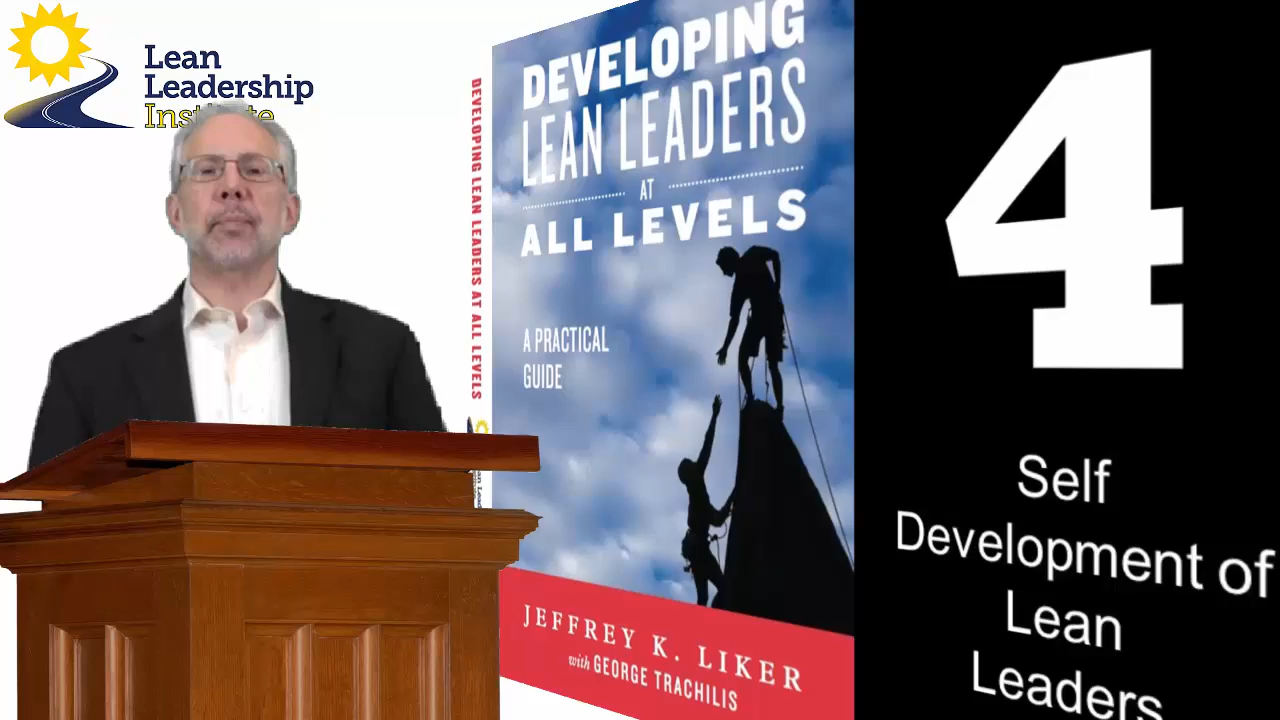 Lean
Leadership
Institute
DEVELOPING LEAN LEADERS AT ALL LEVELS
DEVELOPING
LEAN LEADERS
AT
ALL LEVELS
A PRACTICAL
GUIDE
JEFFREY K. LIKER
with GEORGE TRACHILIS
4
Self
Development of
Lean
Leaders